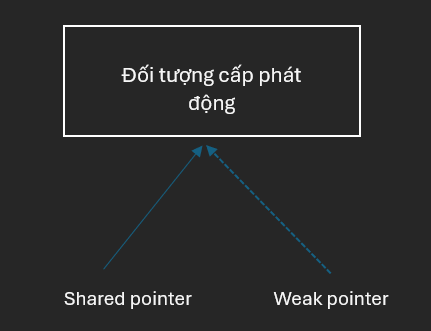 Đối tượng cấp phát
động
Shared pointer
Weak pointer